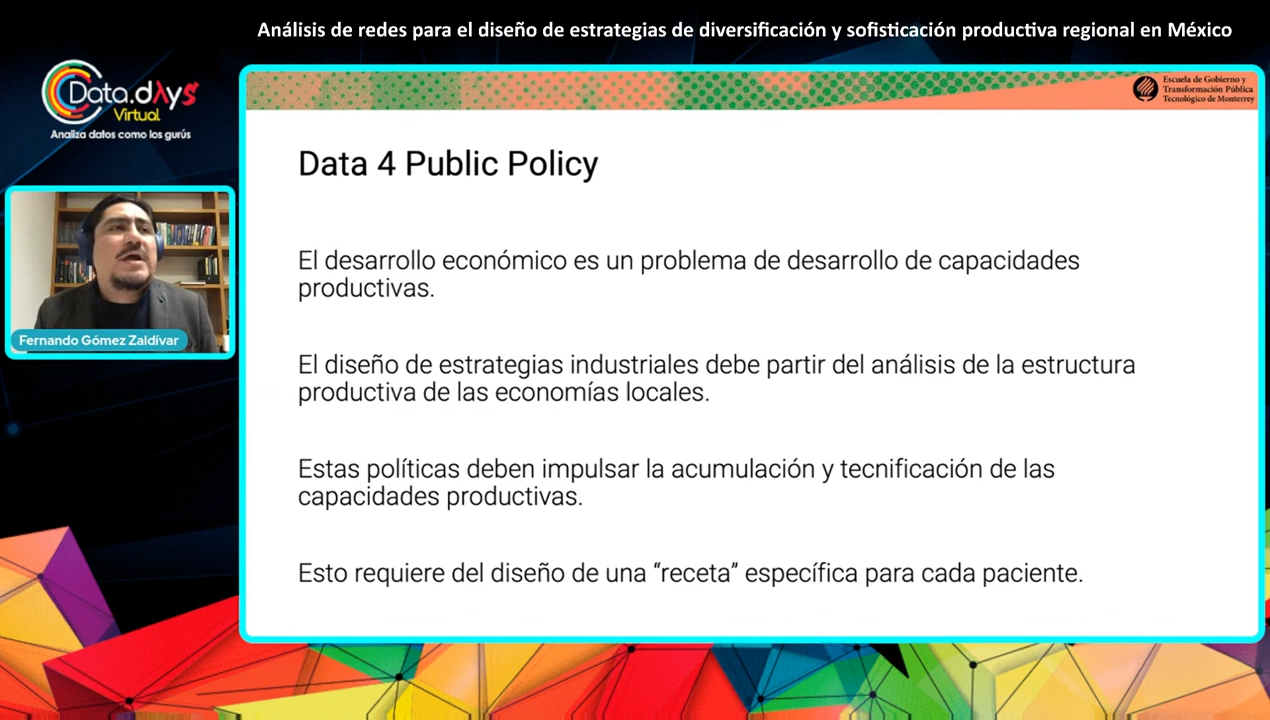 Análisis de redes para el diseño de estrategias de diversificación y sofisticación productiva regional en México
Data.dλys
Virtual
Analiza datos como los gurús
Escuela de Gobierno y
Transformación Pública
Tecnológico de Monterrey
Data 4 Public Policy
El desarrollo económico es un problema de desarrollo de capacidades
productivas.
El diseño de estrategias industriales debe partir del análisis de la estructura
productiva de las economías locales.
Estas políticas deben impulsar la acumulación y tecnificación de las
capacidades productivas.
Esto requiere del diseño de una “receta” específica para cada paciente.
Fernando Gómez Zaldívar